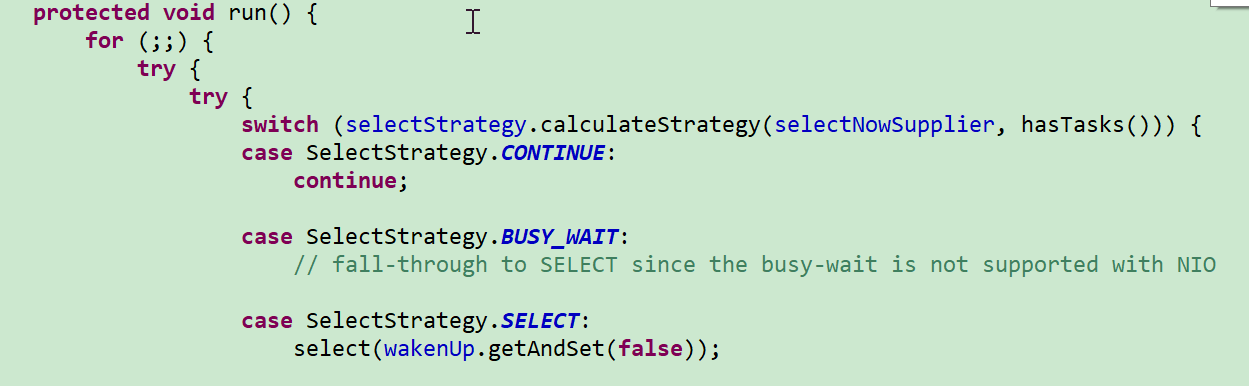 protected void run() {
for (;;) {
try {
try {
switch (selectStrategy.calculateStrategy(selectNowSupplier, hasTasks())) {
case SelectStrategy.CONTINUE:
continue;
case SelectStrategy.BUSY_WAIT:
// fall-through to SELECT since the busy-wait is not supported with NIO
case SelectStrategy.SELECT:
select(wakenUp.getAndSet(false));